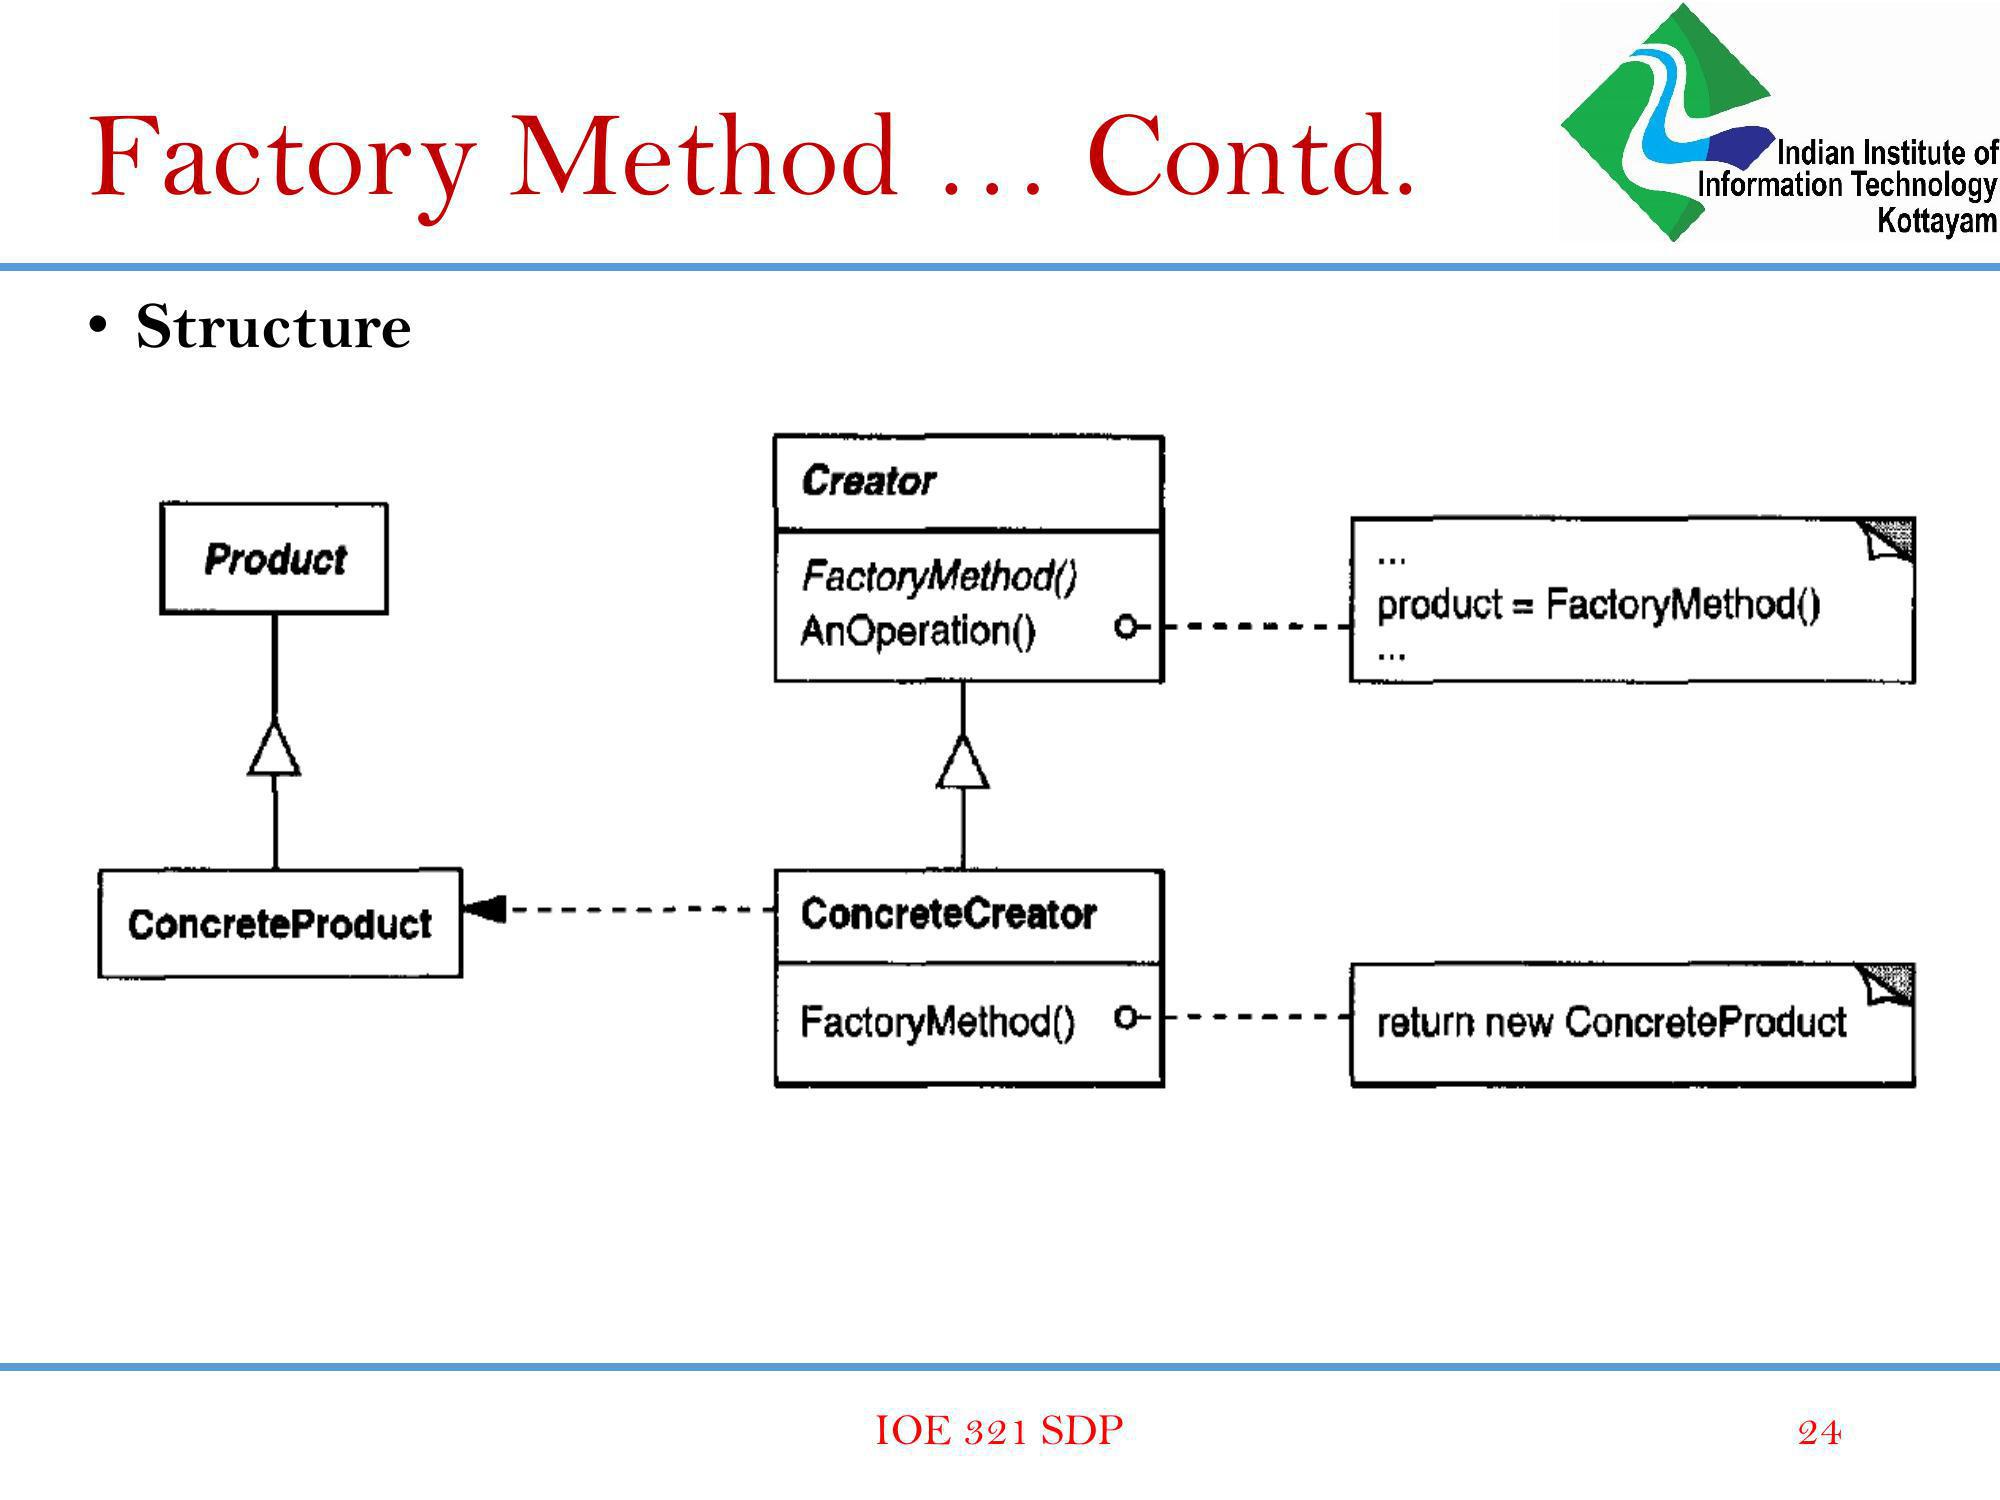 Factory Method … Contd.
Indian Institute of
Information Technology
Kottayam
• Structure
Product
Creator
FactoryMethod()
AnOperation()
...
product = FactoryMethod()
...
ConcreteProduct
ConcreteCreator
FactoryMethod()
return new ConcreteProduct
IOE 321 SDP
24